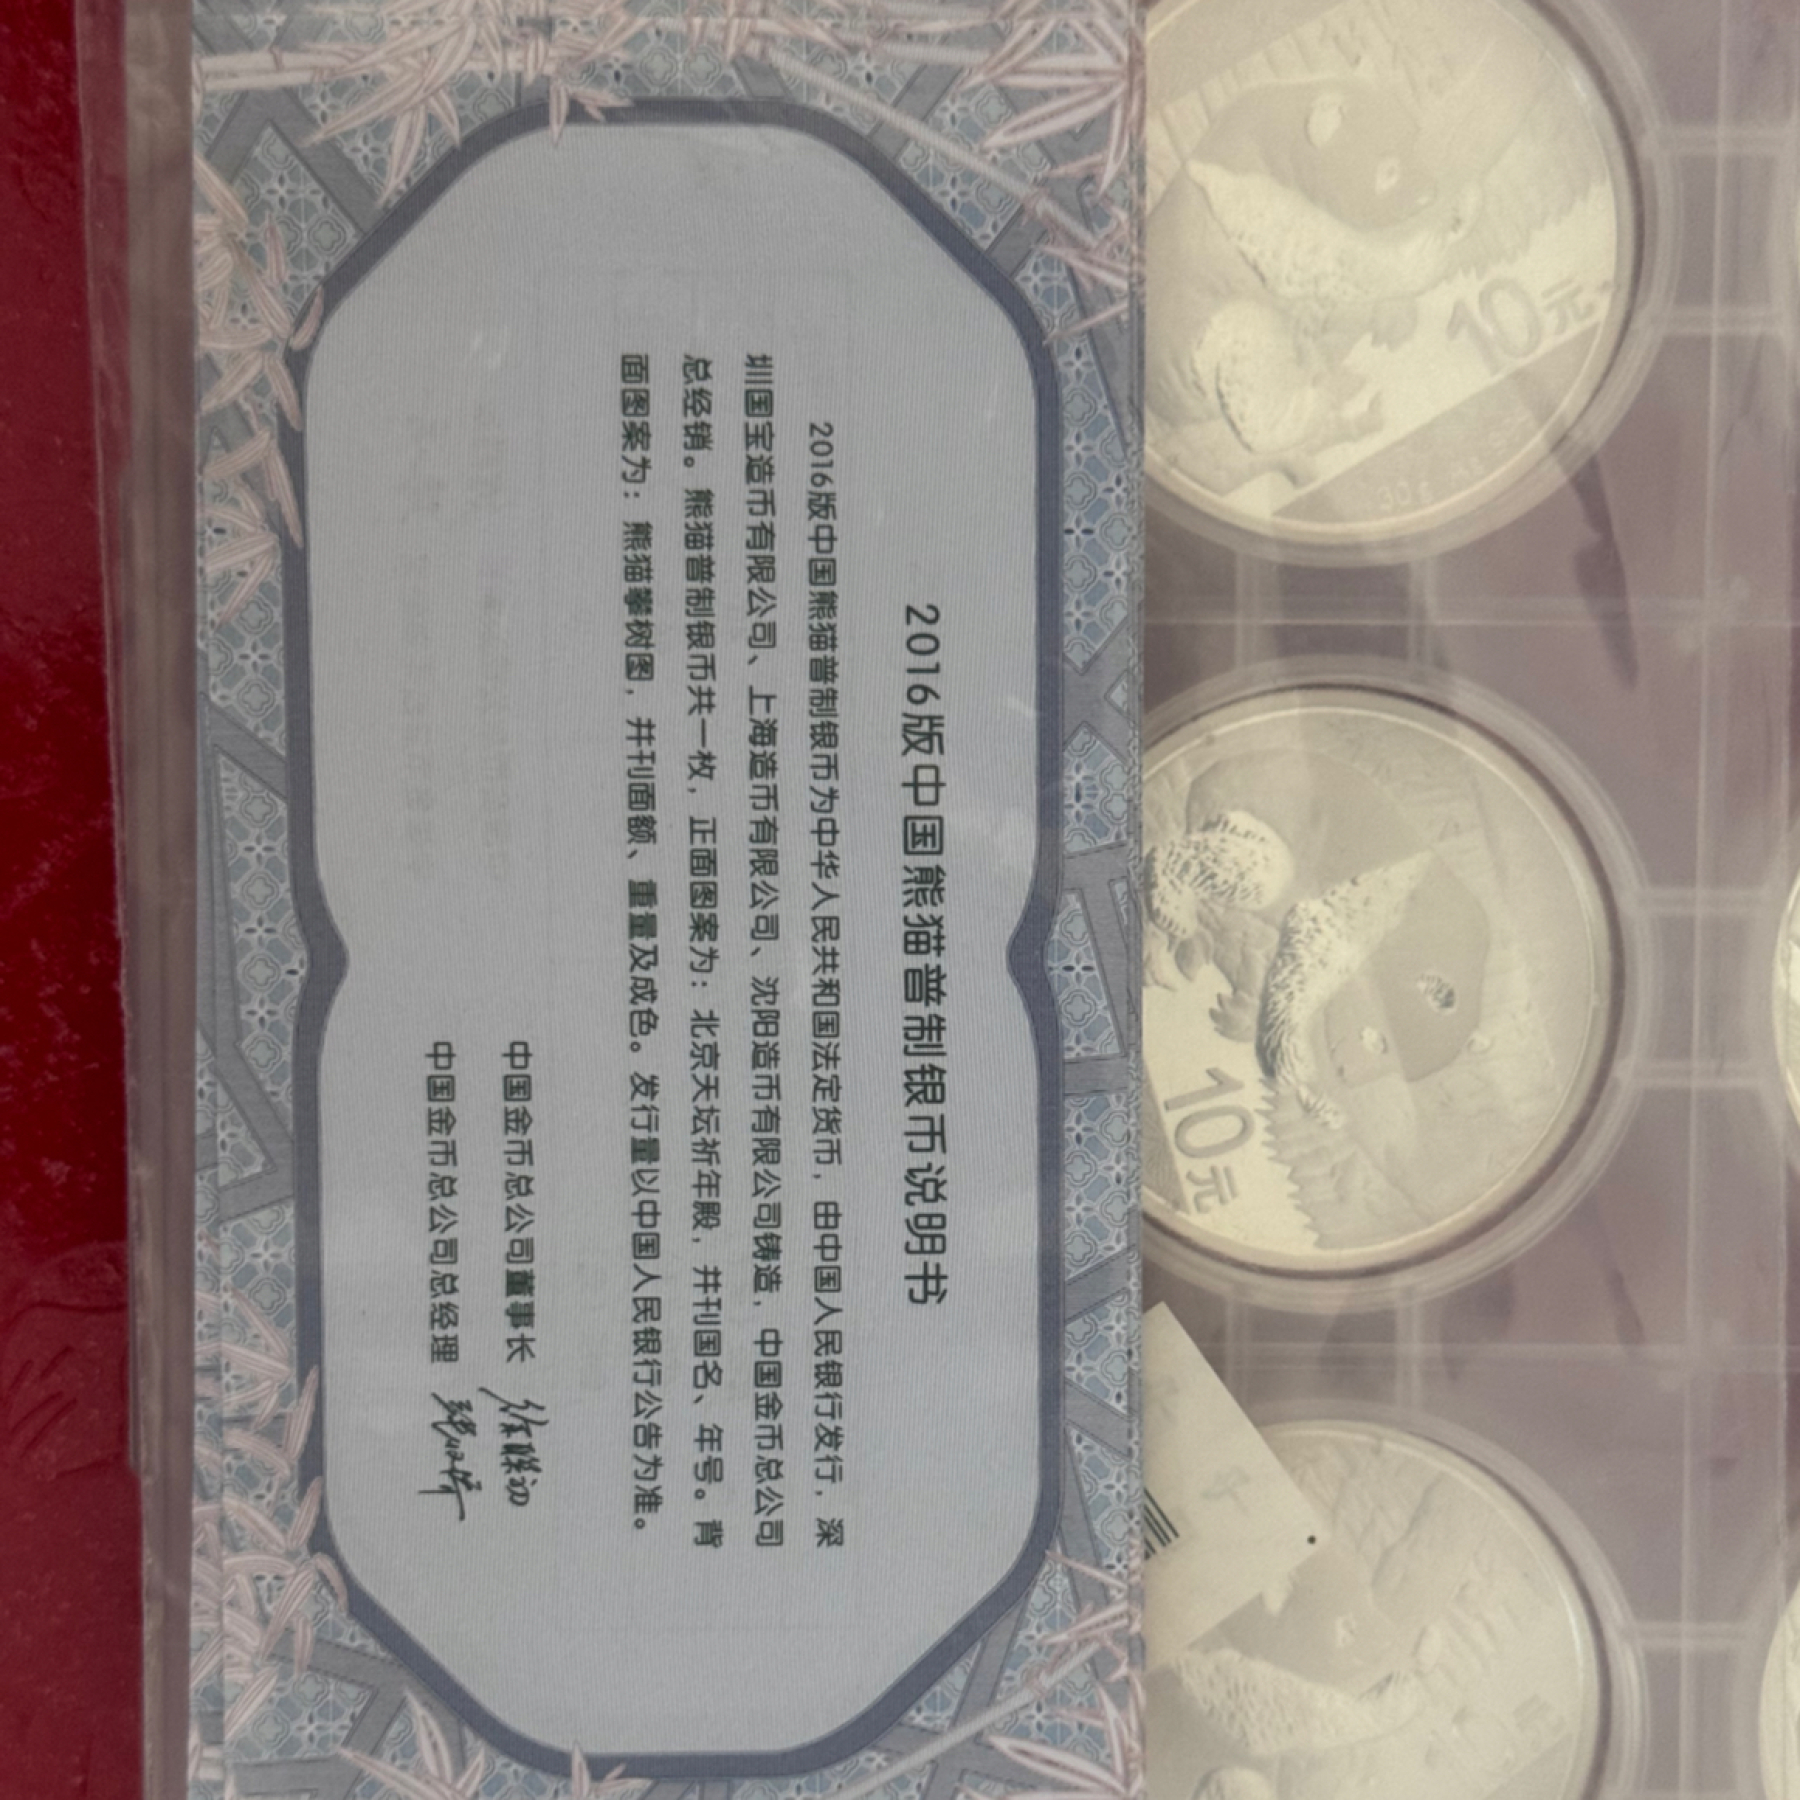 2016版中国熊猫普制银币说明书
2016版中国熊猫普制银币为中华人民共和国法定货币，由中国人民银行发行，深
圳国宝造币有限公司、上海造币有限公司、沈阳造币有限公司铸造，中国金币总公司
总经销。熊猫普制银币共一枚，正面图案为：北京天坛祈年殿，并刊国名、年号。背
面图案为：熊猫攀树图，并刊面额、重量及成色。发行量以中国人民银行公告为准。
中国金币总公司董事长
中国金币总公司总经理
10元
30g
10元